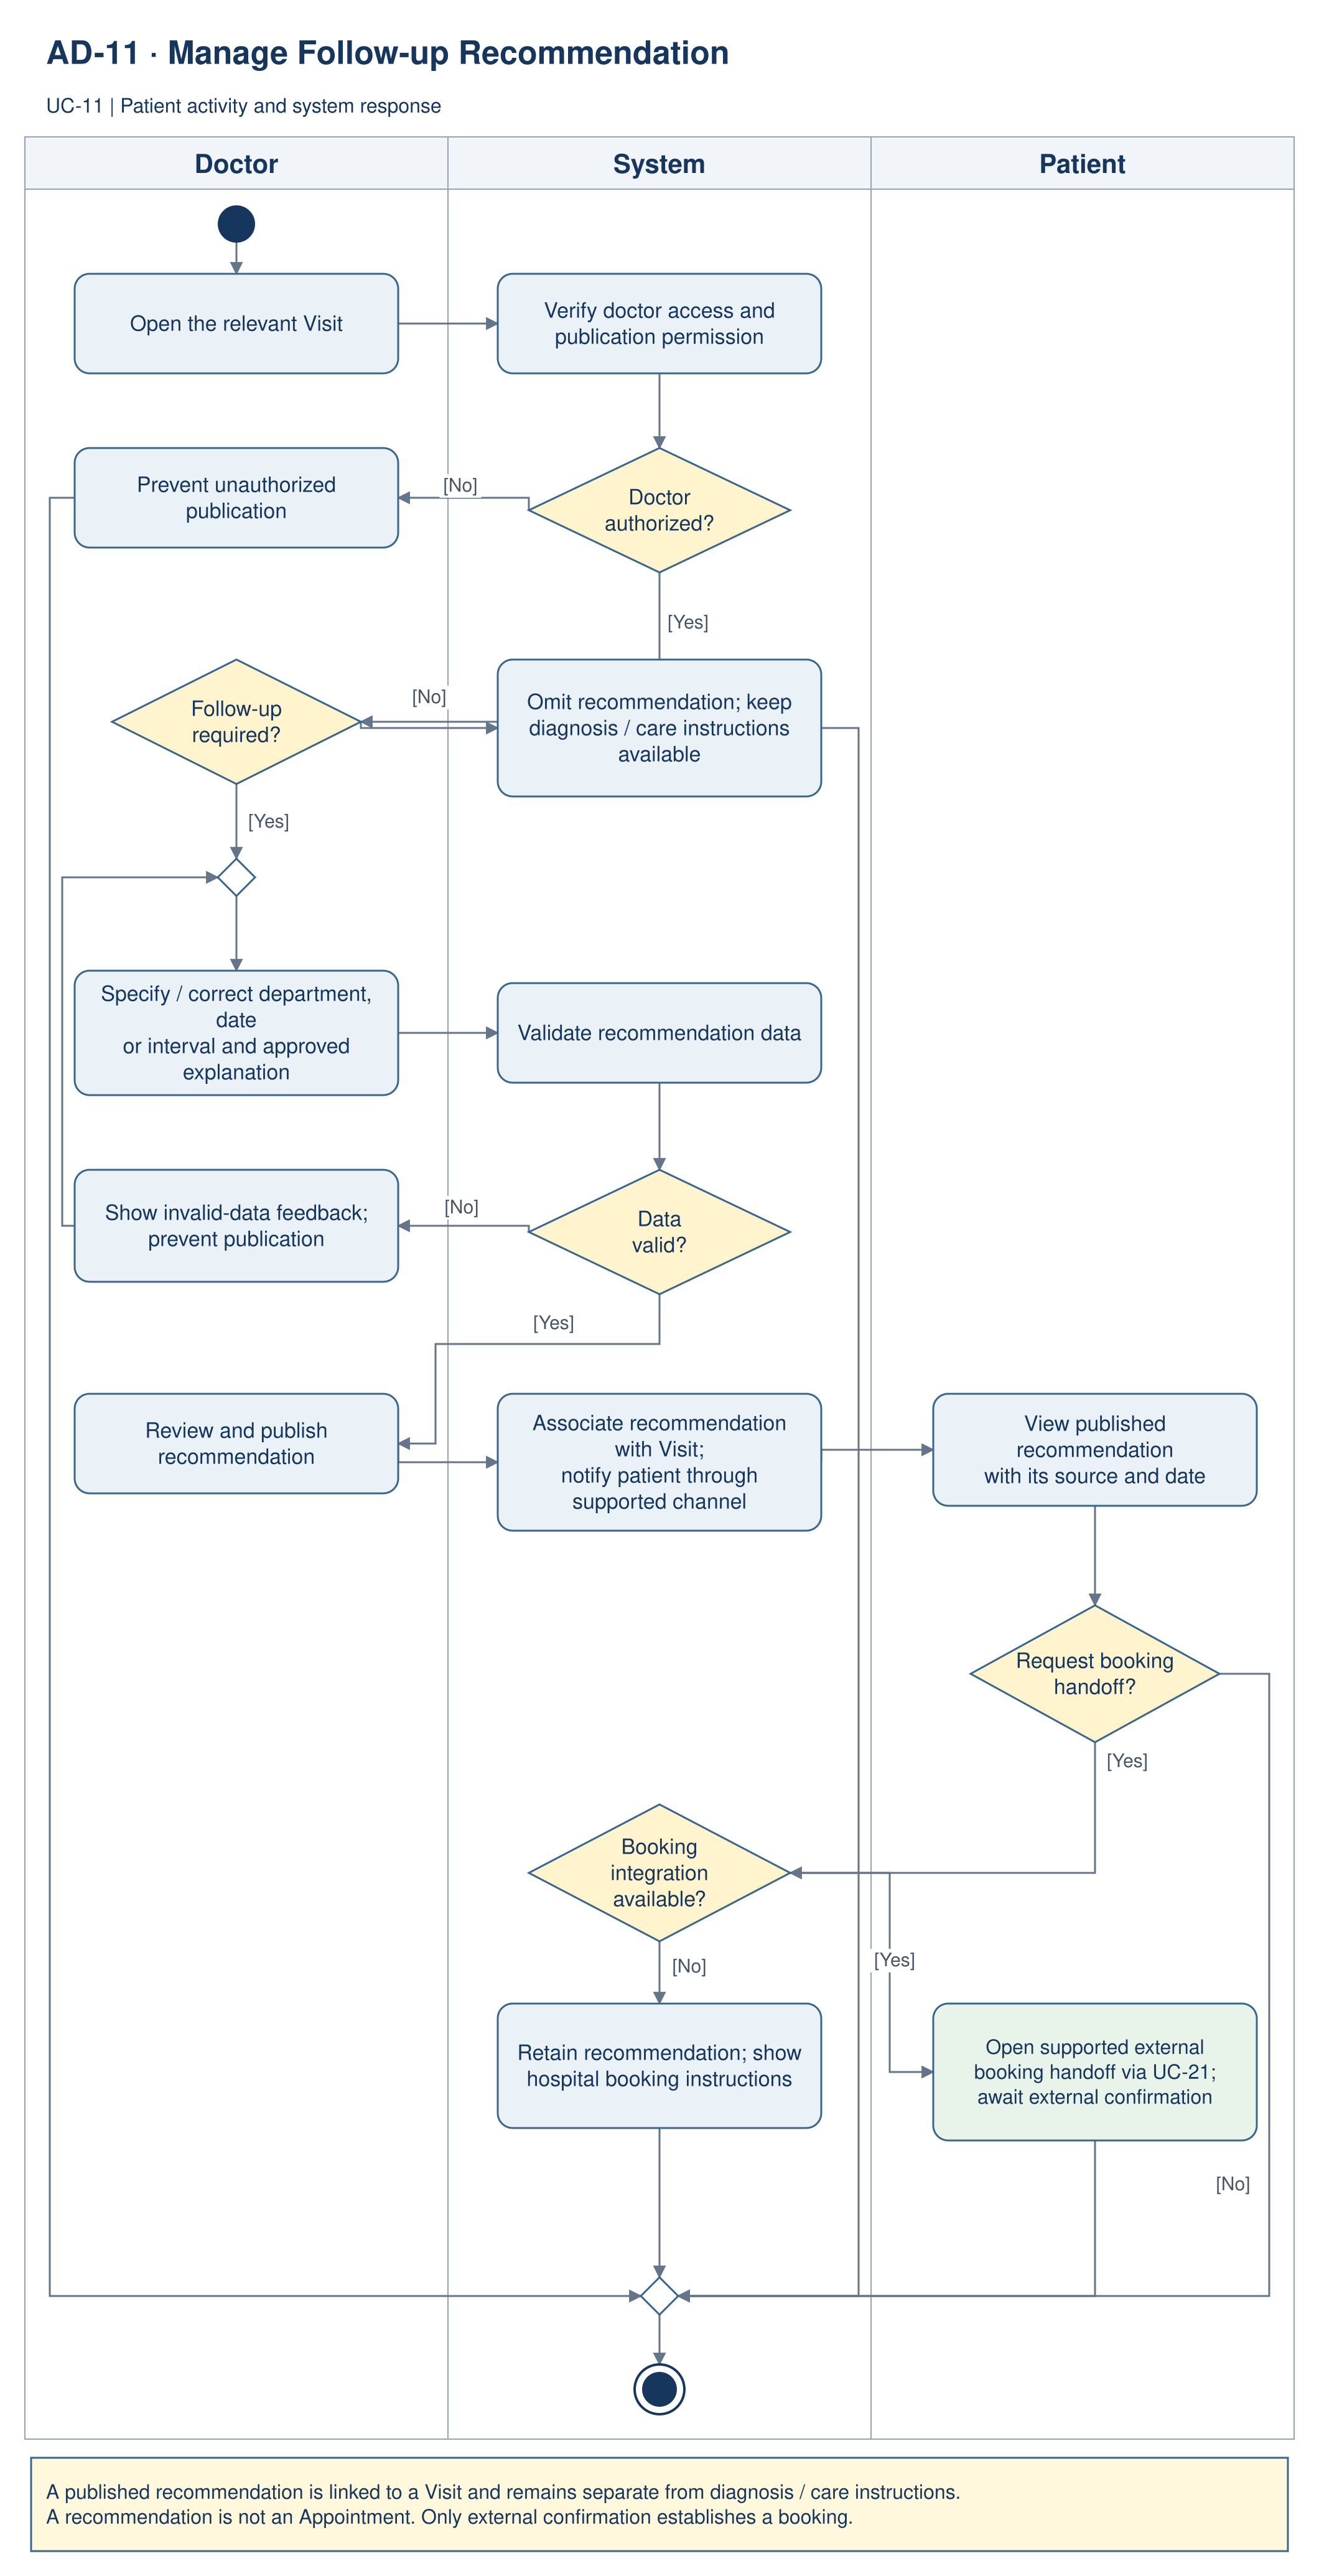 AD-11 · Manage Follow-up Recommendation
UC-11 | Patient activity and system response
Doctor
System
Patient
Open the relevant Visit
Verify doctor access and
publication permission
Prevent unauthorized
publication
[No]
Doctor
authorized?
[Yes]
Follow-up
required?
[No]
Omit recommendation; keep
diagnosis / care instructions
available
[Yes]
Specify / correct department,
date
or interval and approved
explanation
Validate recommendation data
Show invalid-data feedback;
prevent publication
[No]
Data
valid?
[Yes]
Review and publish
recommendation
Associate recommendation
with Visit;
notify patient through
supported channel
View published
recommendation
with its source and date
Request booking
handoff?
[Yes]
Booking
integration
available?
[No]
[Yes]
Retain recommendation; show
hospital booking instructions
Open supported external
booking handoff via UC-21;
await external confirmation
[No]
A published recommendation is linked to a Visit and remains separate from diagnosis / care instructions.
A recommendation is not an Appointment. Only external confirmation establishes a booking.